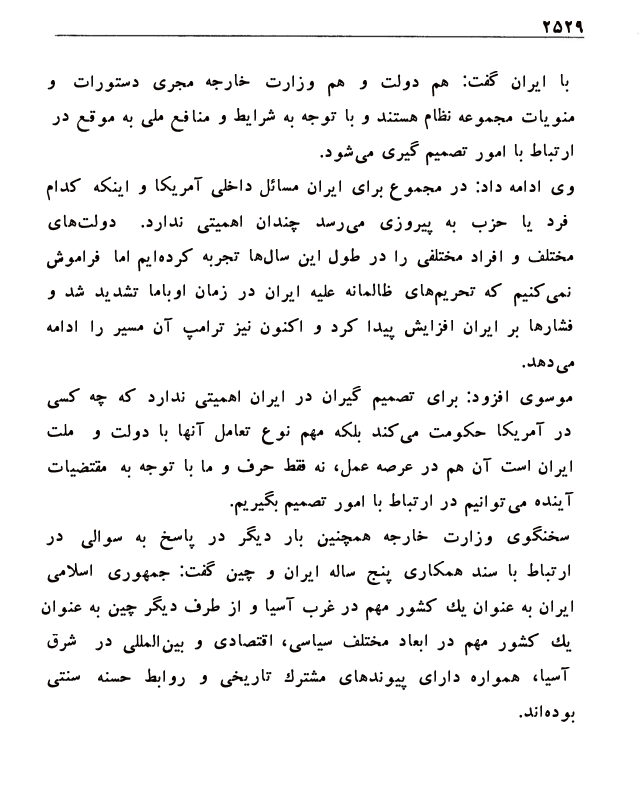 ۲۵۲۹
با ایران گفت: هم دولت و هم وزارت خارجه مجری دستورات و
منویات مجموعه نظام هستند و با توجه به شرایط و منافع ملی به موقع در
ارتباط با امور تصمیم گیری می‌شود.
وی ادامه داد: در مجموع برای ایران مسائل داخلی آمریکا و اینکه کدام
فرد یا حزب به پیروزی می‌رسد چندان اهمیتی ندارد. دولت‌های
مختلف و افراد مختلفی را در طول این سال‌ها تجربه کرده‌ایم اما فراموش
نمی‌کنیم که تحریم‌های ظالمانه علیه ایران در زمان اوباما تشدید شد و
فشارها بر ایران افزایش پیدا کرد و اکنون نیز ترامپ آن مسیر را ادامه
می‌دهد.
موسوی افزود: برای تصمیم گیران در ایران اهمیتی ندارد که چه کسی
در آمریکا حکومت می‌کند بلکه مهم نوع تعامل آنها با دولت و ملت
ایران است آن هم در عرصه عمل، نه فقط حرف و ما با توجه به مقتضیات
آینده می‌توانیم در ارتباط با امور تصمیم بگیریم.
سخنگوی وزارت خارجه همچنین بار دیگر در پاسخ به سوالی در
ارتباط با سند همکاری پنج ساله ایران و چین گفت: جمهوری اسلامی
ایران به عنوان یك کشور مهم در غرب آسیا و از طرف دیگر چین به عنوان
یك کشور مهم در ابعاد مختلف سیاسی، اقتصادی و بین‌المللی در شرق
آسیا، همواره دارای پیوندهای مشترك تاریخی و روابط حسنه سنتی
بوده‌اند.